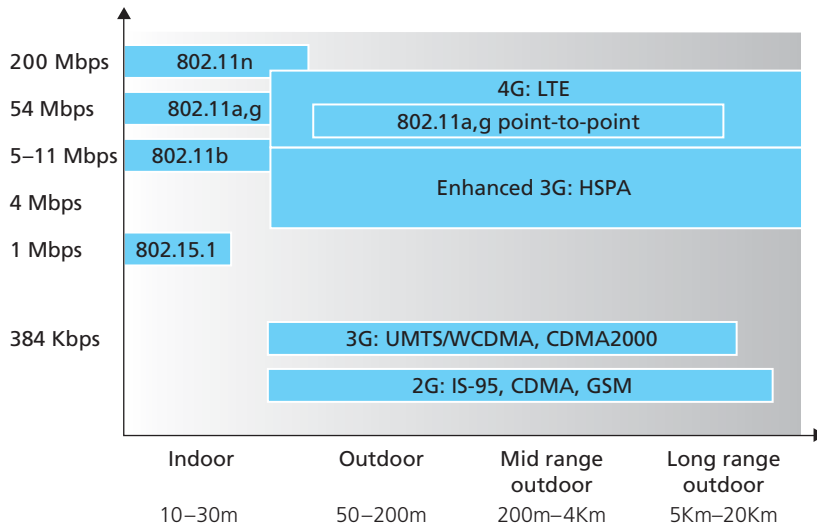 200 Mbps
802.11n
54 Mbps
802.11a,g
4G: LTE
802.11a,g point-to-point
5–11 Mbps
802.11b
Enhanced 3G: HSPA
4 Mbps
1 Mbps
802.15.1
384 Kbps
3G: UMTS/WCDMA, CDMA2000
2G: IS-95, CDMA, GSM
Indoor
Outdoor
Mid range
outdoor
Long range
outdoor
10–30m
50–200m
200m–4Km
5Km–20Km